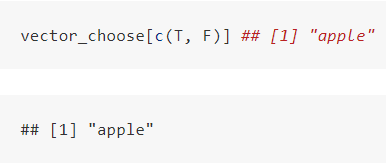 vector_choose[c(T, F)] ## [1] "apple"
## [1] "apple"